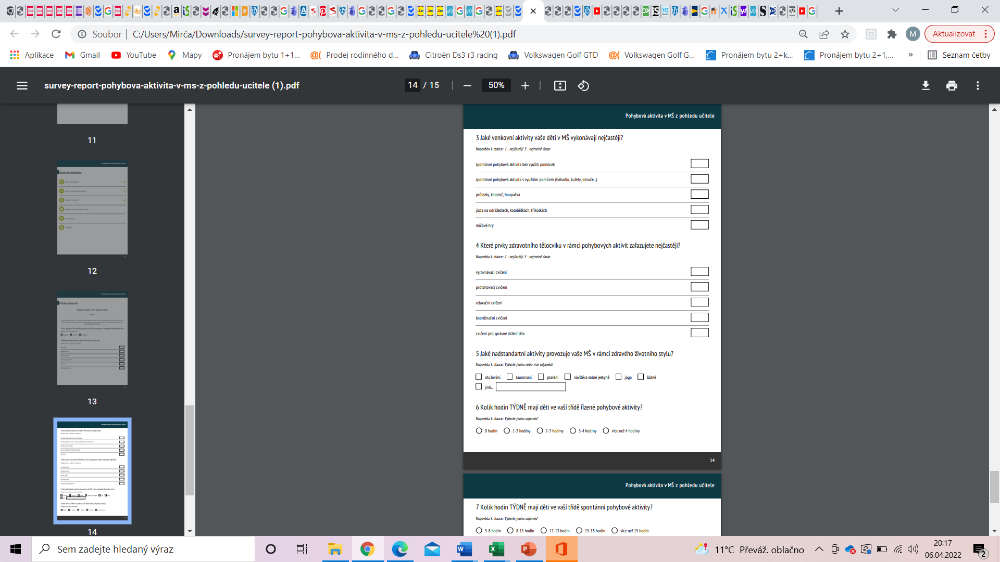 Soubor
C:/Users/Mirča/Downloads/survey-report-pohybova-aktivita-v-ms-z-pohledu-ucitele%20(1).pdf
M
Aktualizovat
Aplikace
Gmail
YouTube
Mapy
Pronájem bytu 1+1...
Prodej rodinného d...
Citroën Ds3 r3 racing
Volkswagen Golf GTD
Volkswagen Golf G...
Pronájem bytu 2+k...
Pronájem bytu 2+1,...
»
Seznam četby
survey-report-pohybova-aktivita-v-ms-z-pohledu-ucitele (1).pdf
14 / 15
50%
11
12
13
14
Pohybová aktivita v MŠ z pohledu učitele
3 Jaké venkovní aktivity vaše děti v MŠ vykonávají nejčastěji?
Nápověda k otázce: 1 - nejčastěji 5 - nejméně často
spontánní pohybová aktivita bez využití pomůcek
spontánní pohybová aktivita s využitím pomůcek (švihadlo, kužely, obruče...)
průlezky, kolotoč, houpačka
jízda na odrážedlech, koloběžkách, tříkolkách
míčové hry
4 Které prvky zdravotního tělocviku v rámci pohybových aktivit zařazujete nejčastěji?
Nápověda k otázce: 1 - nejčastěji 5 - nejméně často
vyrovnávací cvičení
protahovací cvičení
relaxační cvičení
koordinační cvičení
cvičení pro správné držení těla
5 Jaké nadstandartní aktivity provozuje vaše MŠ v rámci zdravého životního stylu?
Nápověda k otázce: Vyberte jednu nebo více odpovědí
otužování saunování plavání návštěva solné jeskyně jóga žádné
jiné...
6 Kolik hodin TÝDNĚ mají děti ve vaší třídě řízené pohybové aktivity?
Nápověda k otázce: Vyberte jednu odpověď
0 hodin 1-2 hodiny 2-3 hodiny 3-4 hodiny více než 4 hodiny
14
Pohybová aktivita v MŠ z pohledu učitele
7 Kolik hodin TÝDNĚ mají děti ve vaší třídě spontánní pohybové aktivity?
Nápověda k otázce: Vyberte jednu odpověď
5-8 hodin 8-11 hodin 11-13 hodin 13-15 hodin více než 15 hodin
Sem zadejte hledaný výraz
11°C Převáž. oblačno
20:17
06.04.2022
2